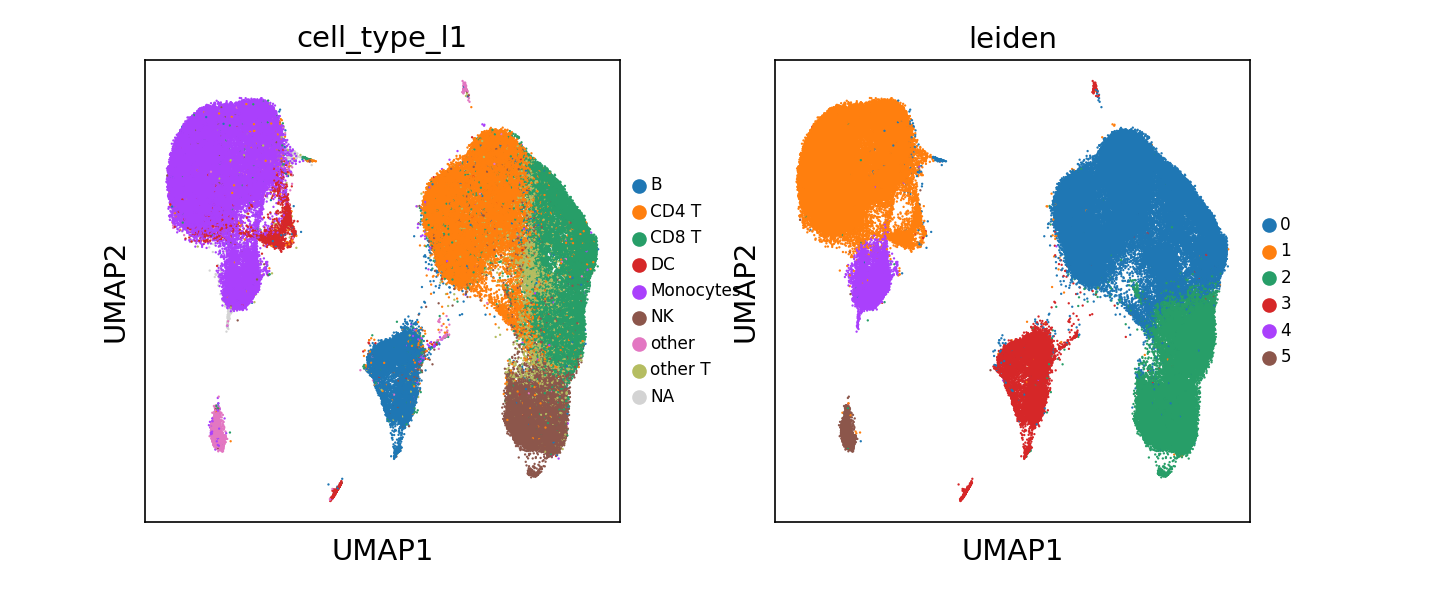 cell_type_l1
UMAP2
UMAP1
B
CD4 T
CD8 T
DC
Monocytes
NK
other
other T
NA
leiden
UMAP2
UMAP1
0
1
2
3
4
5